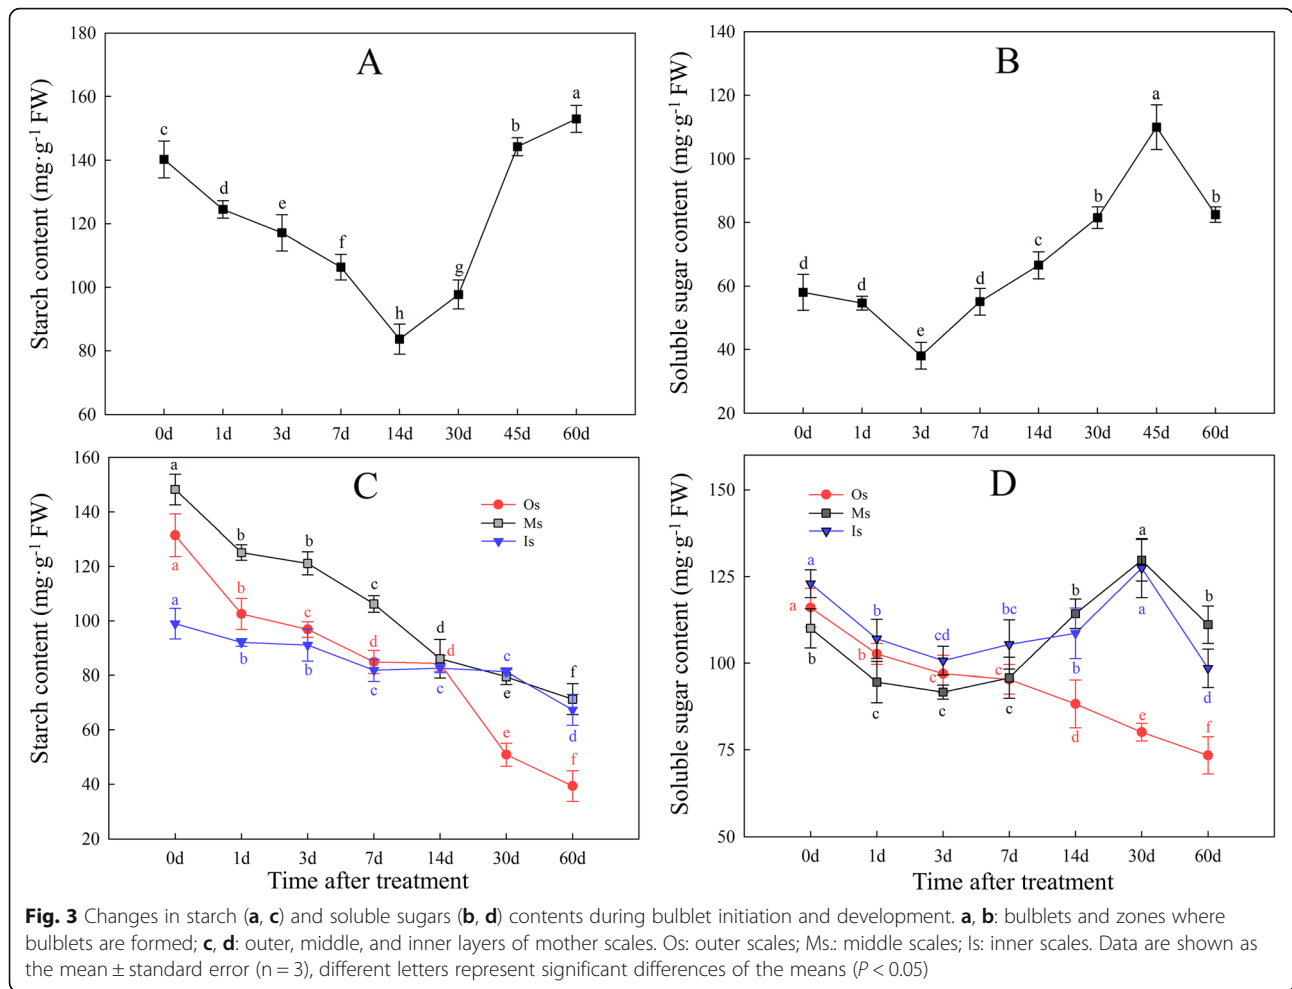 A
Starch content (mg·g⁻¹ FW)
180
160
140
120
100
80
60
c
d
e
f
h
g
b
a
0d 1d 3d 7d 14d 30d 45d 60d
B
Soluble sugar content (mg·g⁻¹ FW)
140
120
100
80
60
40
20
d
d
e
d
c
b
a
b
0d 1d 3d 7d 14d 30d 45d 60d
C
Starch content (mg·g⁻¹ FW)
160
140
120
100
80
60
40
20
Os
Ms
Is
a b b c d e f
a b c d d e f
a b b c c c d
0d 1d 3d 7d 14d 30d 60d
Time after treatment
D
Soluble sugar content (mg·g⁻¹ FW)
150
125
100
75
50
Os
Ms
Is
a b cd bc b a d
a b c c d e f
b c c c b a b
0d 1d 3d 7d 14d 30d 60d
Time after treatment
Fig. 3 Changes in starch (a, c) and soluble sugars (b, d) contents during bulblet initiation and development. a, b: bulblets and zones where
bulblets are formed; c, d: outer, middle, and inner layers of mother scales. Os: outer scales; Ms.: middle scales; Is: inner scales. Data are shown as
the mean ± standard error (n = 3), different letters represent significant differences of the means (P < 0.05)